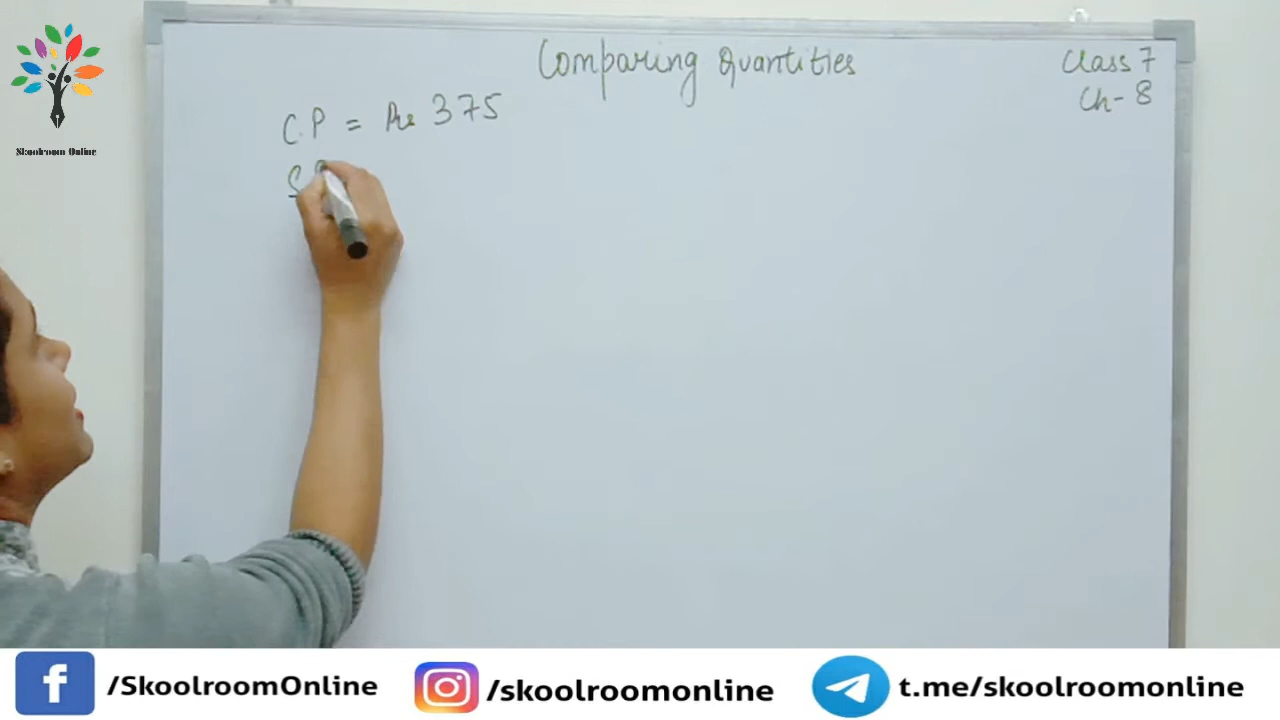 Comparing Quantities
Class 7
Ch- 8
C.P = Rs 375
S.P
Skoolroom Online
/SkoolroomOnline
/skoolroomonline
t.me/skoolroomonline